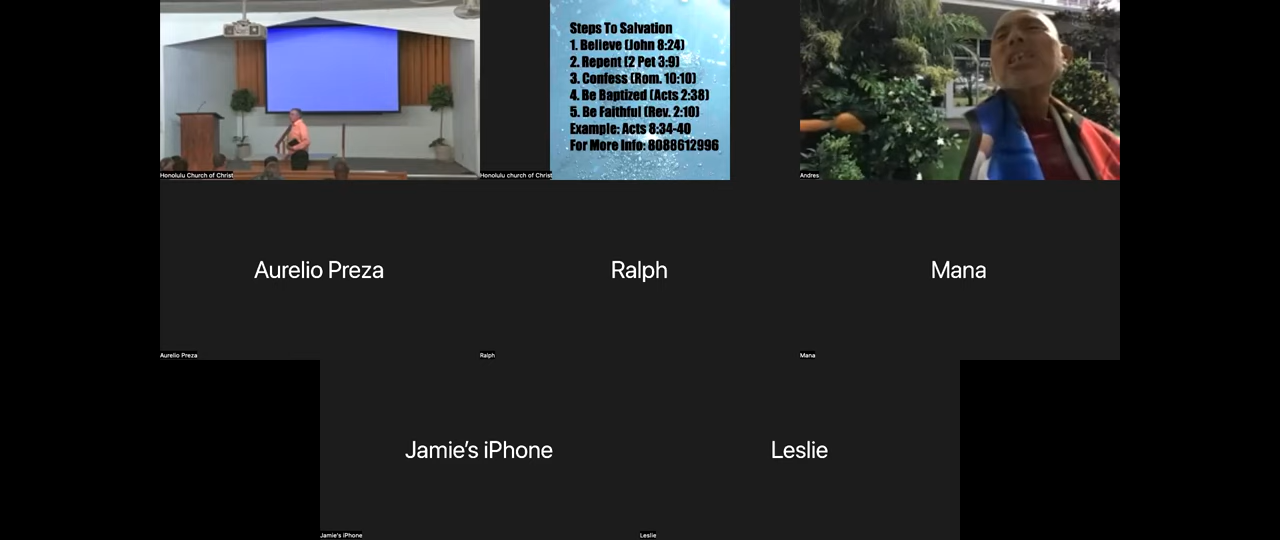 Steps To Salvation
1. Believe (John 8:24)
2. Repent (2 Pet 3:9)
3. Confess (Rom. 10:10)
4. Be Baptized (Acts 2:38)
5. Be Faithful (Rev. 2:10)
Example: Acts 8:34-40
For More Info: 8088612996
Honolulu Church of Christ
Honolulu church of Christ
Andres
Aurelio Preza
Ralph
Mana
Aurelio Preza
Ralph
Mana
Jamie’s iPhone
Leslie
Jamie's iPhone
Leslie